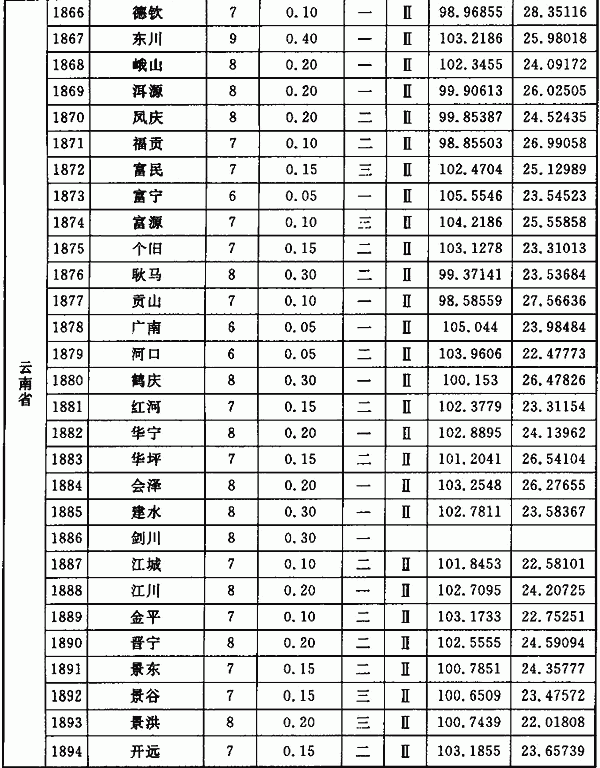 云南省
1866 德钦 7 0.10 一 Ⅱ 98.96855 28.35116
1867 东川 9 0.40 一 Ⅱ 103.2186 25.98018
1868 峨山 8 0.20 一 Ⅱ 102.3455 24.09172
1869 洱源 8 0.20 一 Ⅱ 99.90613 26.02505
1870 凤庆 8 0.20 二 Ⅱ 99.85387 24.52435
1871 福贡 7 0.10 二 Ⅱ 98.85503 26.99058
1872 富民 7 0.15 三 Ⅱ 102.4704 25.12989
1873 富宁 6 0.05 一 Ⅱ 105.5546 23.54523
1874 富源 7 0.10 三 Ⅱ 104.2186 25.55858
1875 个旧 7 0.15 二 Ⅱ 103.1278 23.31013
1876 耿马 8 0.30 二 Ⅱ 99.37141 23.53684
1877 贡山 7 0.10 一 Ⅱ 98.58559 27.56636
1878 广南 6 0.05 一 Ⅱ 105.044 23.98484
1879 河口 6 0.05 二 Ⅱ 103.9606 22.47773
1880 鹤庆 8 0.30 一 Ⅱ 100.153 26.47826
1881 红河 7 0.15 二 Ⅱ 102.3779 23.31154
1882 华宁 8 0.20 一 Ⅱ 102.8895 24.13962
1883 华坪 7 0.15 二 Ⅱ 101.2041 26.54104
1884 会泽 8 0.20 一 Ⅱ 103.2548 26.27655
1885 建水 8 0.30 一 Ⅱ 102.7811 23.58367
1886 剑川 8 0.30 一
1887 江城 7 0.10 二 Ⅱ 101.8453 22.58101
1888 江川 8 0.20 一 Ⅱ 102.7095 24.20725
1889 金平 7 0.10 二 Ⅱ 103.1733 22.75251
1890 晋宁 8 0.20 二 Ⅱ 102.5555 24.59094
1891 景东 7 0.15 二 Ⅱ 100.7851 24.35777
1892 景谷 7 0.15 三 Ⅱ 100.6509 23.47572
1893 景洪 8 0.20 三 Ⅱ 100.7439 22.01808
1894 开远 7 0.15 二 Ⅱ 103.1855 23.65739